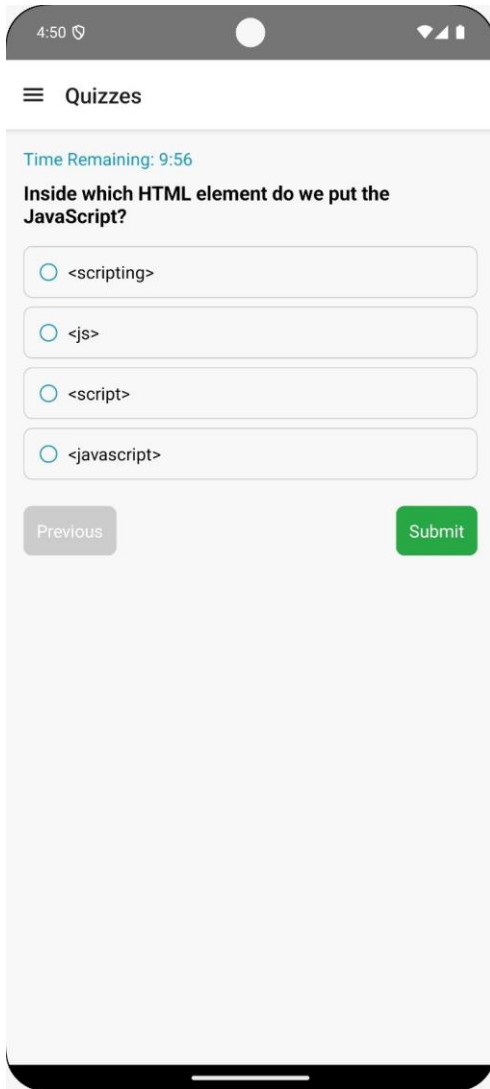 4:50
Quizzes
Time Remaining: 9:56
Inside which HTML element do we put the
JavaScript?
<scripting>
<js>
<script>
<javascript>
Previous
Submit